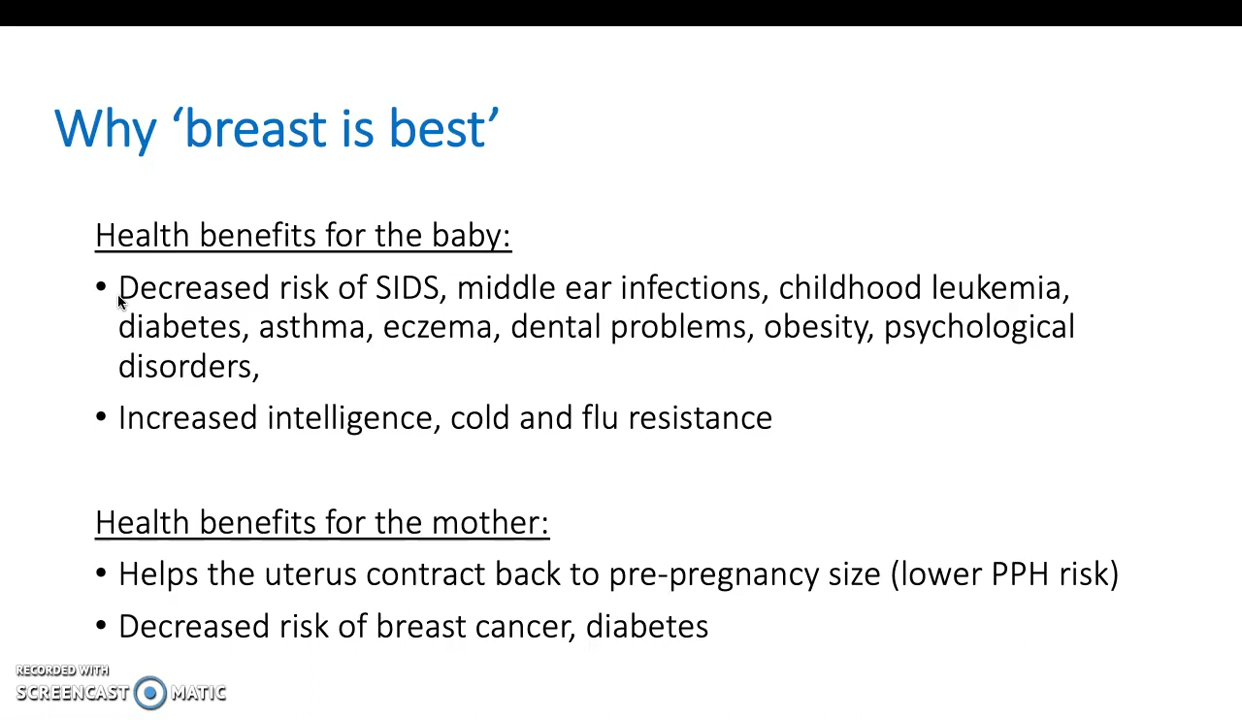 Why ‘breast is best’
Health benefits for the baby:
• Decreased risk of SIDS, middle ear infections, childhood leukemia,
diabetes, asthma, eczema, dental problems, obesity, psychological
disorders,
• Increased intelligence, cold and flu resistance
Health benefits for the mother:
• Helps the uterus contract back to pre-pregnancy size (lower PPH risk)
• Decreased risk of breast cancer, diabetes
RECORDED WITH
SCREENCAST MATIC